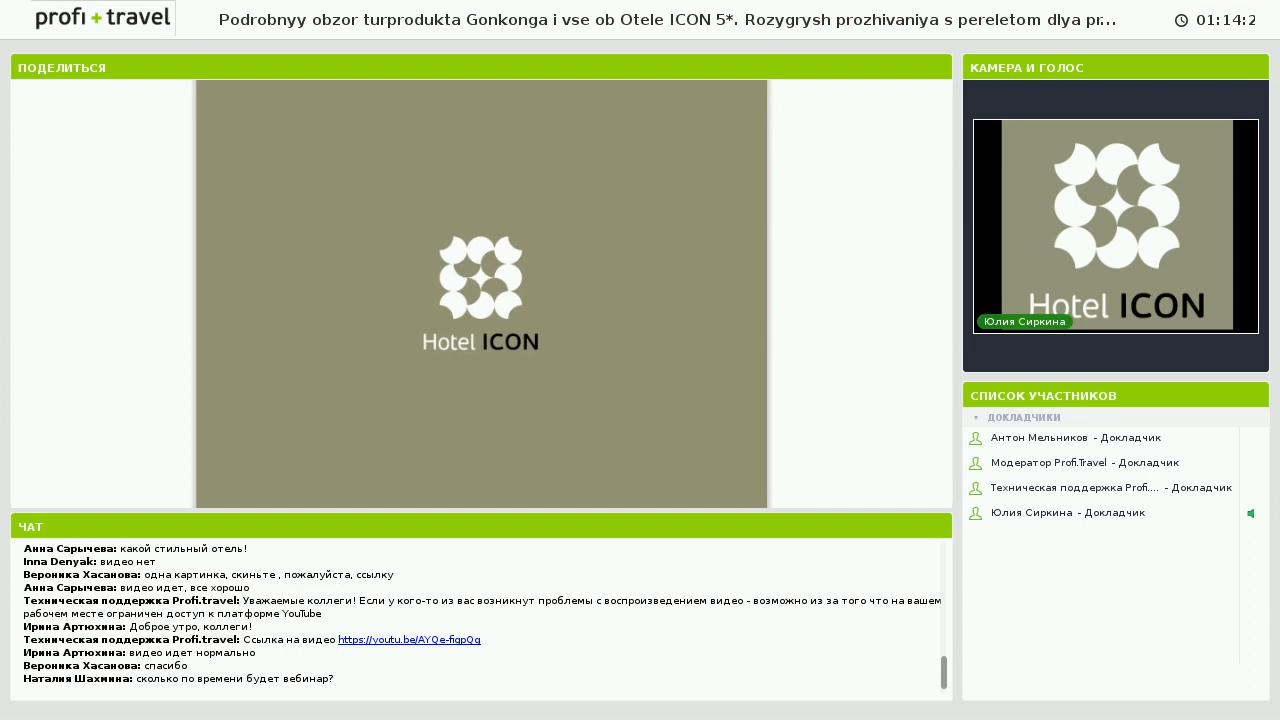 profi + travel
Podrobnyy obzor turprodukta Gonkonga i vse ob Otele ICON 5*. Rozygrysh prozhivaniya s pereletom dlya pr...
01:14:2
ПОДЕЛИТЬСЯ
Hotel ICON
ЧАТ
Анна Сарычева: какой стильный отель!
Inna Denyak: видео нет
Вероника Хасанова: одна картинка, скиньте , пожалуйста, ссылку
Анна Сарычева: видео идет, все хорошо
Техническая поддержка Profi.travel: Уважаемые коллеги! Если у кого-то из вас возникнут проблемы с воспроизведением видео - возможно из за того что на вашем
рабочем месте ограничен доступ к платформе YouTube
Ирина Артюхина: Доброе утро, коллеги!
Техническая поддержка Profi.travel: Ссылка на видео https://youtu.be/AYQe-fiqpQg
Ирина Артюхина: видео идет нормально
Вероника Хасанова: спасибо
Наталия Шахмина: сколько по времени будет вебинар?
КАМЕРА И ГОЛОС
Hotel ICON
Юлия Сиркина
СПИСОК УЧАСТНИКОВ
ДОКЛАДЧИКИ
Антон Мельников - Докладчик
Модератор Profi.Travel - Докладчик
Техническая поддержка Profi.... - Докладчик
Юлия Сиркина - Докладчик